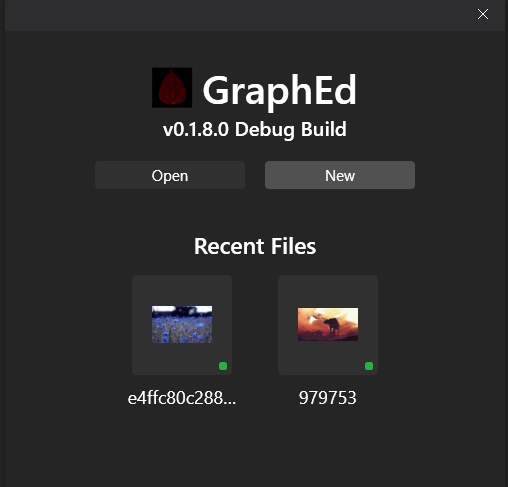 GraphEd
v0.1.8.0 Debug Build
Open New
Recent Files
e4ffc80c288... 979753